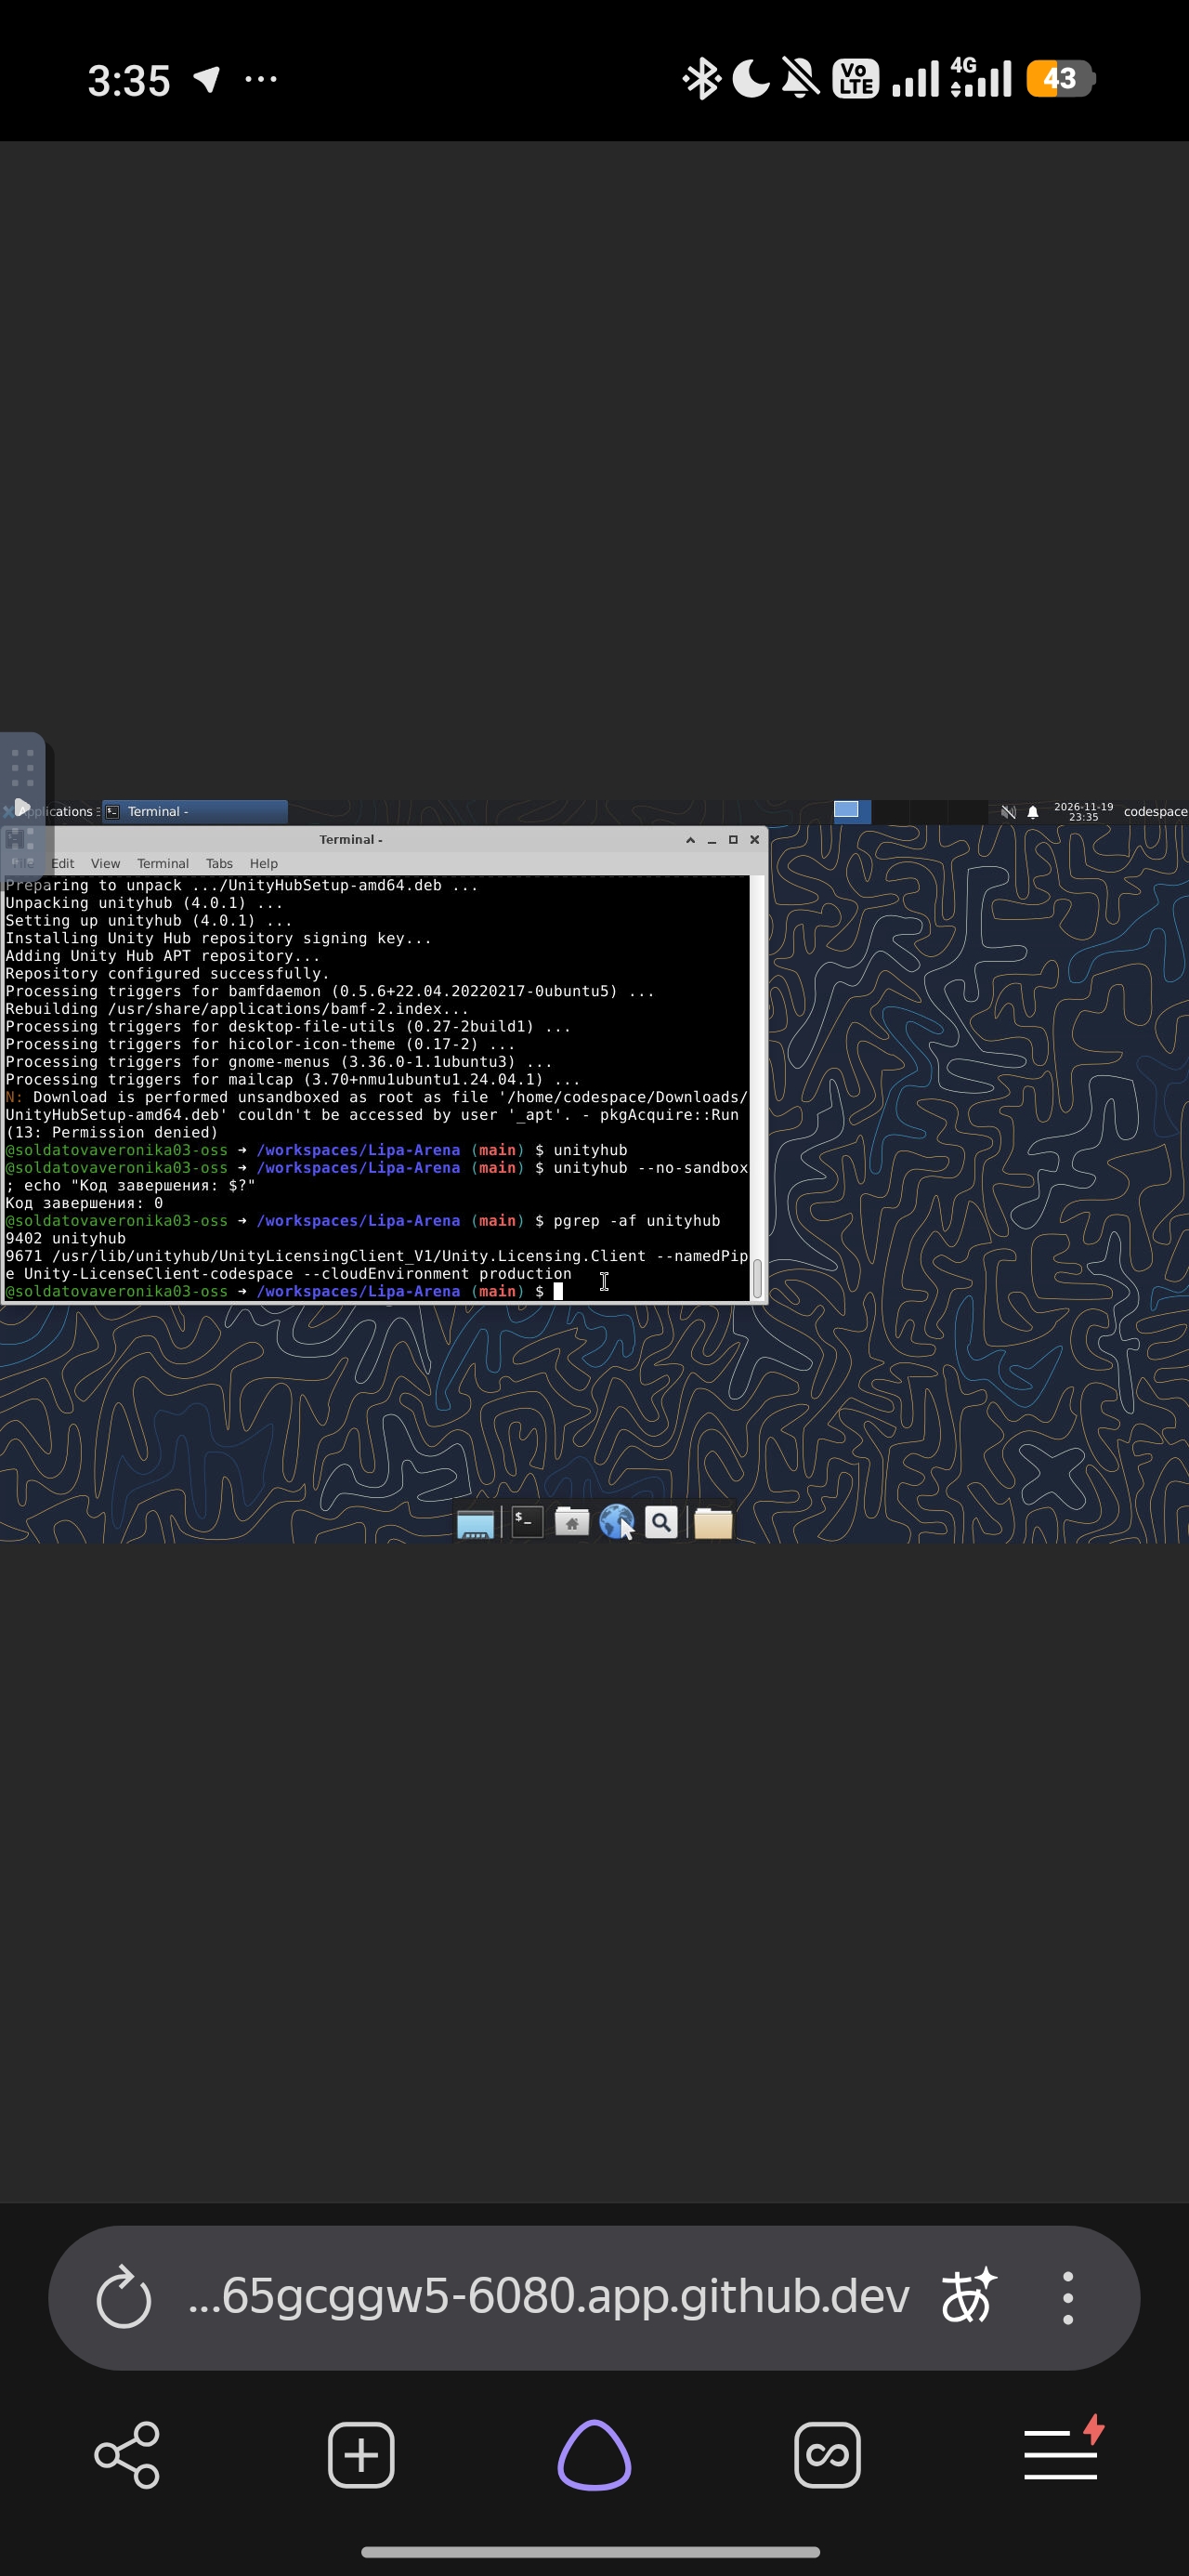 3:35
Vo LTE
4G
43
Applications
Terminal -
2026-11-19
23:35
codespace
Terminal -
Edit View Terminal Tabs Help
Preparing to unpack .../UnityHubSetup-amd64.deb ...
Unpacking unityhub (4.0.1) ...
Setting up unityhub (4.0.1) ...
Installing Unity Hub repository signing key...
Adding Unity Hub APT repository...
Repository configured successfully.
Processing triggers for bamfdaemon (0.5.6+22.04.20220217-0ubuntu5) ...
Rebuilding /usr/share/applications/bamf-2.index...
Processing triggers for desktop-file-utils (0.27-2build1) ...
Processing triggers for hicolor-icon-theme (0.17-2) ...
Processing triggers for gnome-menus (3.36.0-1.1ubuntu3) ...
Processing triggers for mailcap (3.70+nmu1ubuntu1.24.04.1) ...
N: Download is performed unsandboxed as root as file '/home/codespace/Downloads/
UnityHubSetup-amd64.deb' couldn't be accessed by user '_apt'. - pkgAcquire::Run
(13: Permission denied)
@soldatovaveronika03-oss ➜ /workspaces/Lipa-Arena (main) $ unityhub
@soldatovaveronika03-oss ➜ /workspaces/Lipa-Arena (main) $ unityhub --no-sandbox
; echo "Код завершения: $?"
Код завершения: 0
@soldatovaveronika03-oss ➜ /workspaces/Lipa-Arena (main) $ pgrep -af unityhub
9402 unityhub
9671 /usr/lib/unityhub/UnityLicensingClient_V1/Unity.Licensing.Client --namedPip
e Unity-LicenseClient-codespace --cloudEnvironment production
@soldatovaveronika03-oss ➜ /workspaces/Lipa-Arena (main) $
...65gcggw5-6080.app.github.dev
あ